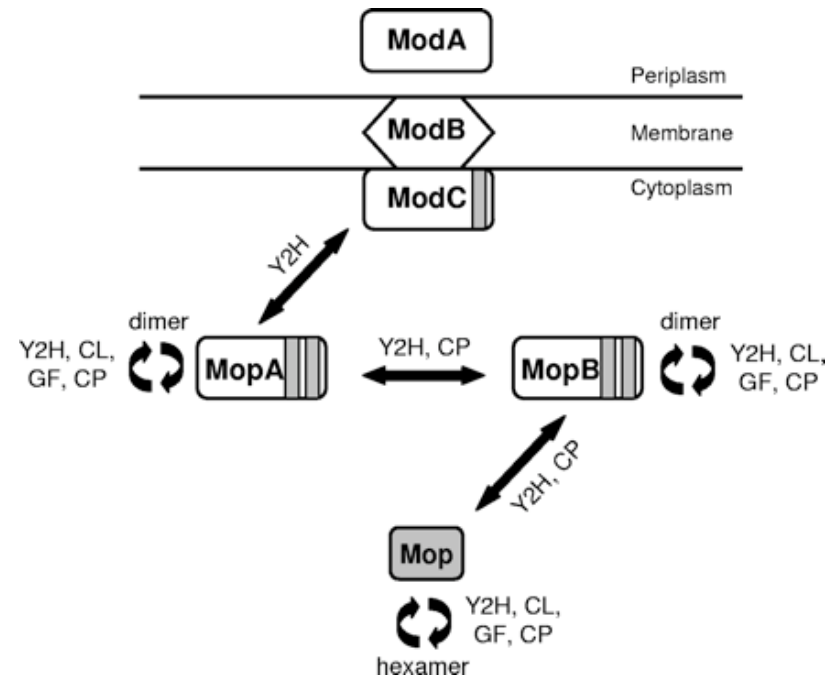 ModA
Periplasm
ModB
Membrane
ModC
Cytoplasm
Y2H
dimer
Y2H, CL,
GF, CP
MopA
Y2H, CP
MopB
dimer
Y2H, CL,
GF, CP
Y2H, CP
Mop
Y2H, CL,
GF, CP
hexamer